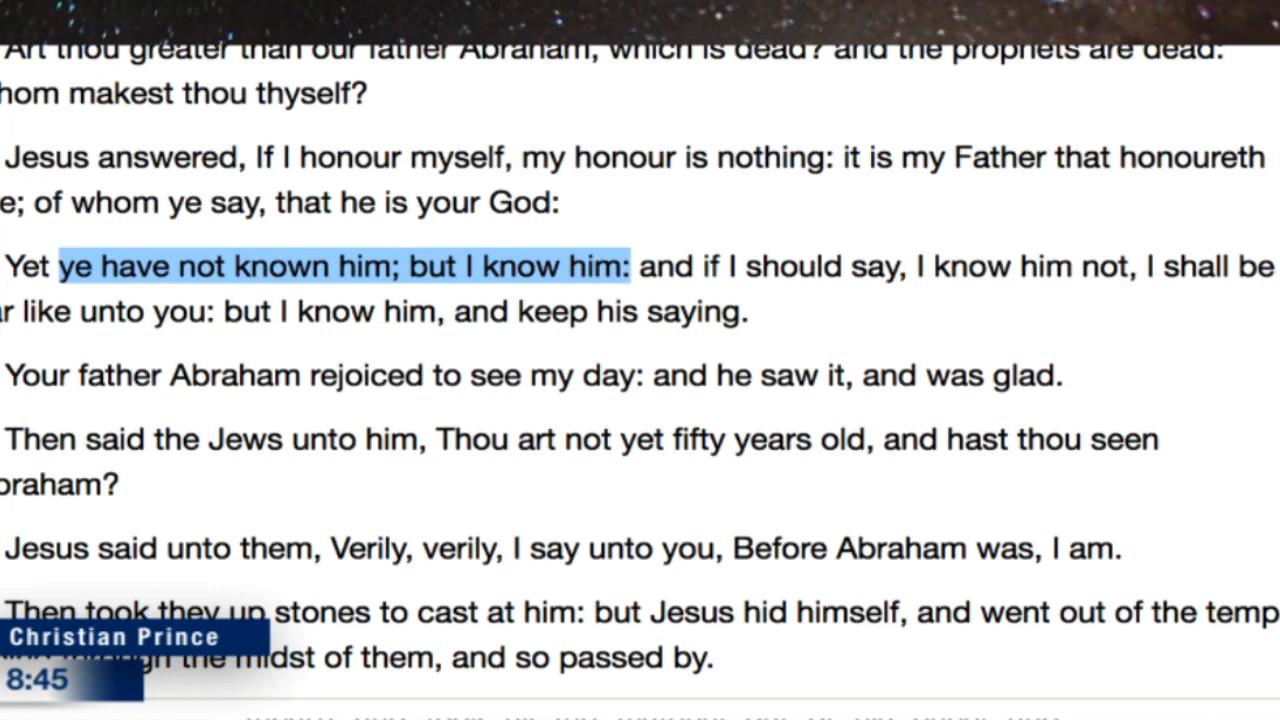 Art thou greater than our father Abraham, which is dead? and the prophets are dead:
makest thou thyself?
Jesus answered, If I honour myself, my honour is nothing: it is my Father that honoureth
of whom ye say, that he is your God:
Yet ye have not known him; but I know him: and if I should say, I know him not, I shall be
like unto you: but I know him, and keep his saying.
Your father Abraham rejoiced to see my day: and he saw it, and was glad.
Then said the Jews unto him, Thou art not yet fifty years old, and hast thou seen
Jesus said unto them, Verily, verily, I say unto you, Before Abraham was, I am.
Then took they up stones to cast at him: but Jesus hid himself, and went out of the
the midst of them, and so passed by.
Christian Prince
8:45